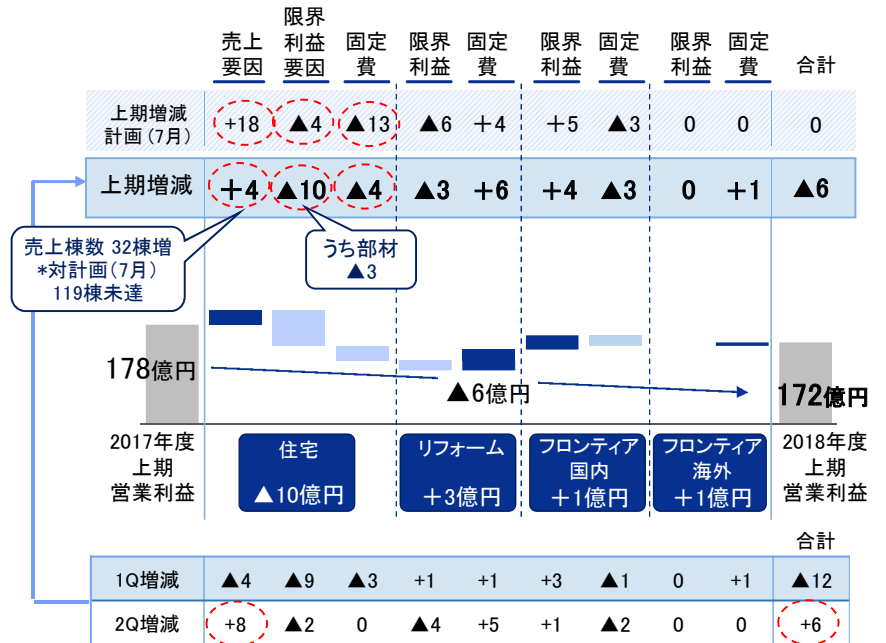 売上
要因
限界
利益
要因
固定
費
限界
利益
固定
費
限界
利益
固定
費
限界
利益
固定
費
合計
上期増減
計画(7月)
+18 ▲4 ▲13 ▲6 +4 +5 ▲3 0 0 0
上期増減 +4 ▲10 ▲4 ▲3 +6 +4 ▲3 0 +1 ▲6
売上棟数 32棟増
*対計画(7月)
119棟未達
うち部材
▲3
178億円
▲6億円
172億円
2017年度
上期
営業利益
住宅
▲10億円
リフォーム
+3億円
フロンティア
国内
+1億円
フロンティア
海外
+1億円
2018年度
上期
営業利益
合計
1Q増減 ▲4 ▲9 ▲3 +1 +1 +3 ▲1 0 +1 ▲12
2Q増減 +8 ▲2 0 ▲4 +5 +1 ▲2 0 0 +6